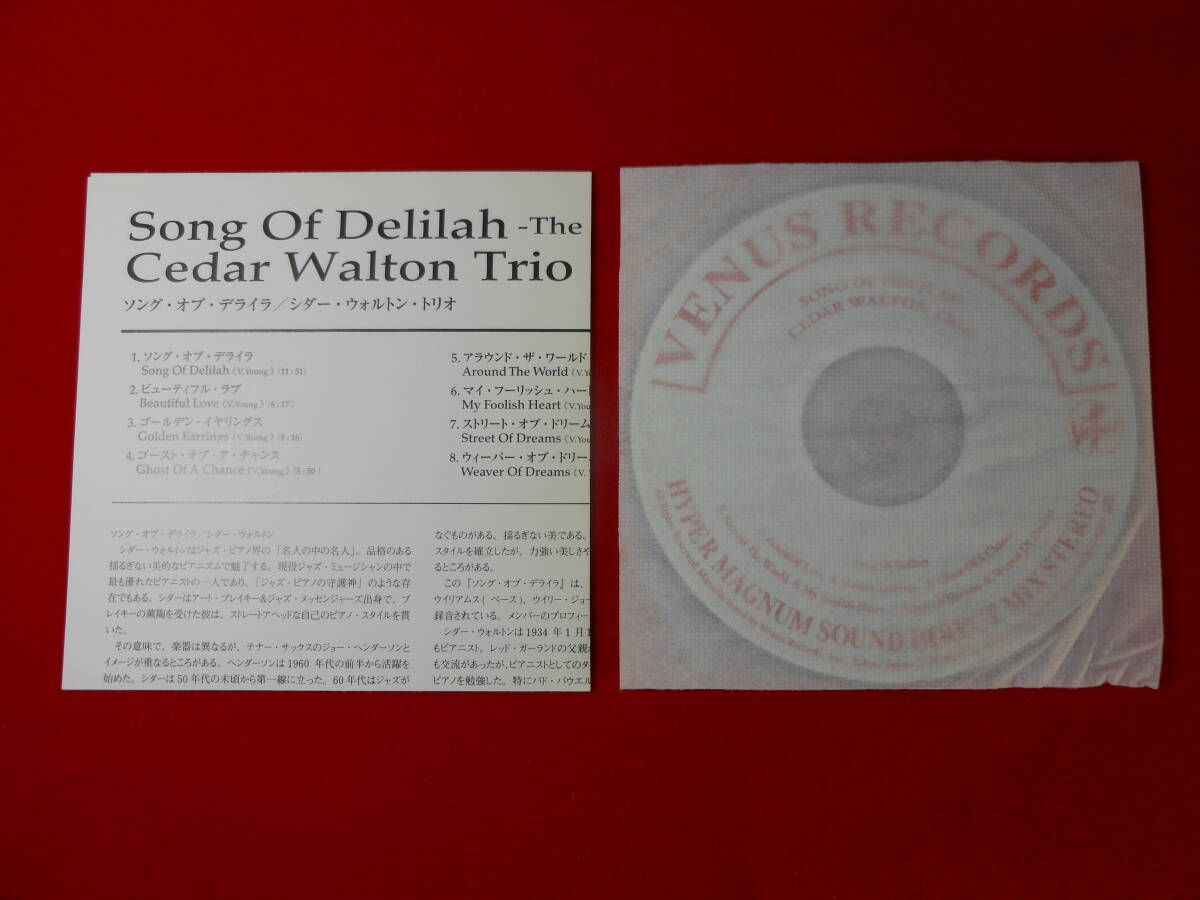 Song Of Delilah -The
Cedar Walton Trio
ソング・オブ・デライラ／シダー・ウォルトン・トリオ
1. ソング・オブ・デライラ
Song Of Delilah (V.Young) (11:51)
2. ビューティフル・ラブ
Beautiful Love (V.Young) (6:17)
3. ゴールデン・イヤリングス
Golden Earrings (V.Young) (8:16)
4. ゴースト・オブ・ア・チャンス
Ghost Of A Chance (V.Young) (5:50)
5. アラウンド・ザ・ワールド
Around The World
6. マイ・フーリッシュ・ハート
My Foolish Heart (V.You
7. ストリート・オブ・ドリーム
Street Of Dreams (V.You
8. ウィーバー・オブ・ドリー
Weaver Of Dreams (V.
ソング・オブ・デライラ／シダー・ウォルトン
シダー・ウォルトンはジャズ・ピアノ界の「名人の中の名人」。品格のある
揺るぎない美的なピアニズムで魅了する。現役ジャズ・ミュージシャンの中で
最も優れたピアニストの一人であり、「ジャズ・ピアノの守護神」のような存
在でもある。シダーはアート・ブレイキー＆ジャズ・メッセンジャーズ出身で、ブ
レイキーの薫陶を受けた彼は、ストレートアヘッドな自己のピアノ・スタイルを貫
いた。
その意味で、楽器は異なるが、テナー・サックスのジョー・ヘンダーソンと
イメージが重なるところがある。ヘンダーソンは1960 年代の前半から活躍を
始めた。シダーは 50 年代の末頃から第一線に立った。60 年代はジャズが
なぐものがある。揺るぎない美である。
スタイルを確立したが、力強い美しさや
るところがある。
この『ソング・オブ・デライラ』は、
ウイリアムス ( ベース )、ウイリー・ジョー
録音されている。メンバーのプロフィー
シダー・ウォルトンは 1934 年 1 月 1
もピアニスト。レッド・ガーランドの父親
も交流があったが、ピアニストとしてのタ
ピアノを勉強した。特にバド・パウエル
VENUS RECORDS
SONG OF DELILAH
CEDAR WALTON
HYPER MAGNUM SOUND DIRECT MIX STEREO